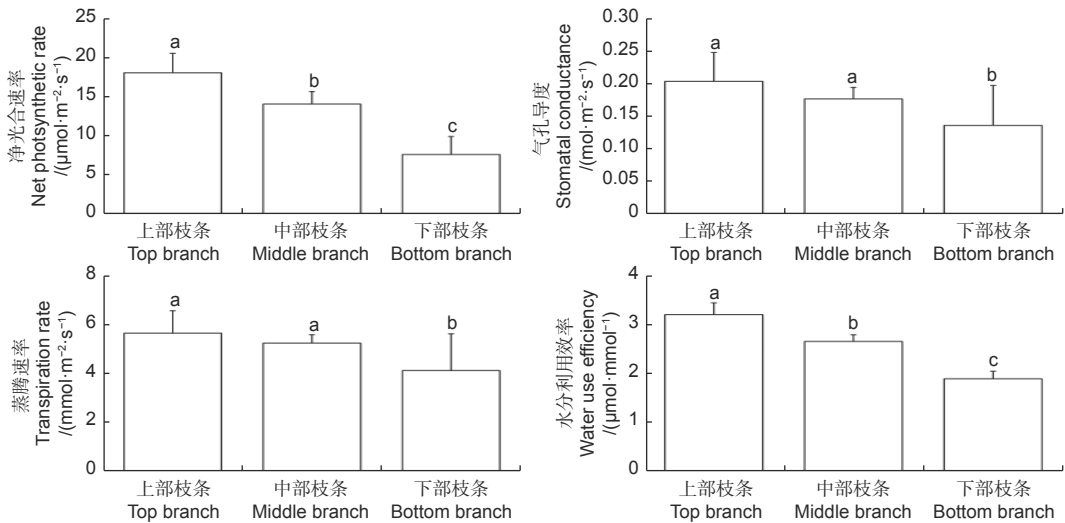 净光合速率
Net photsynthetic rate
/(μmol·m⁻²·s⁻¹)
25
20
15
10
5
0
a
b
c
上部枝条
Top branch
中部枝条
Middle branch
下部枝条
Bottom branch
气孔导度
Stomatal conductance
/(mol·m⁻²·s⁻¹)
0.30
0.25
0.20
0.15
0.10
0.05
0.00
a
a
b
上部枝条
Top branch
中部枝条
Middle branch
下部枝条
Bottom branch
蒸腾速率
Transpiration rate
/(mmol·m⁻²·s⁻¹)
8
6
4
2
0
a
a
b
上部枝条
Top branch
中部枝条
Middle branch
下部枝条
Bottom branch
水分利用效率
Water use efficiency
/(μmol·mmol⁻¹)
4
3
2
1
0
a
b
c
上部枝条
Top branch
中部枝条
Middle branch
下部枝条
Bottom branch